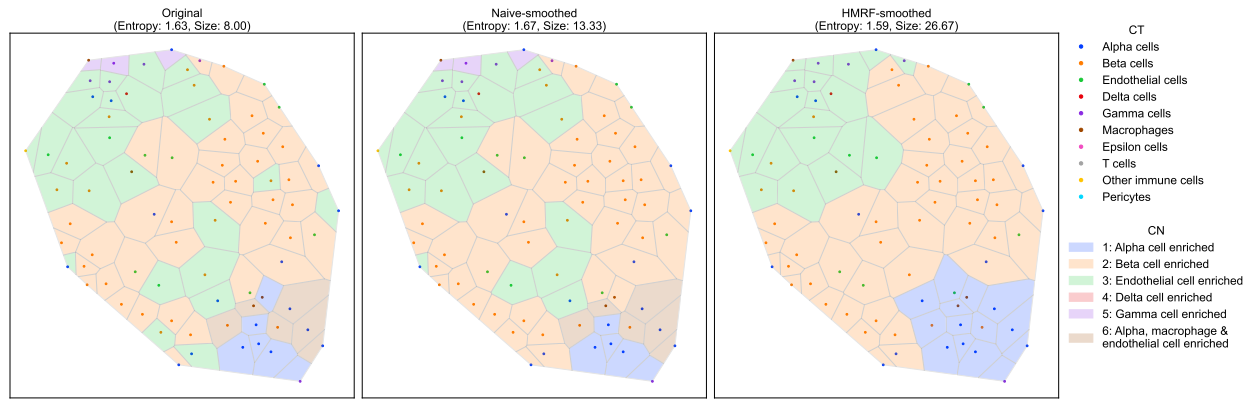 Original
(Entropy: 1.63, Size: 8.00)
Naive-smoothed
(Entropy: 1.67, Size: 13.33)
HMRF-smoothed
(Entropy: 1.59, Size: 26.67)
CT
Alpha cells
Beta cells
Endothelial cells
Delta cells
Gamma cells
Macrophages
Epsilon cells
T cells
Other immune cells
Pericytes
CN
1: Alpha cell enriched
2: Beta cell enriched
3: Endothelial cell enriched
4: Delta cell enriched
5: Gamma cell enriched
6: Alpha, macrophage &
endothelial cell enriched